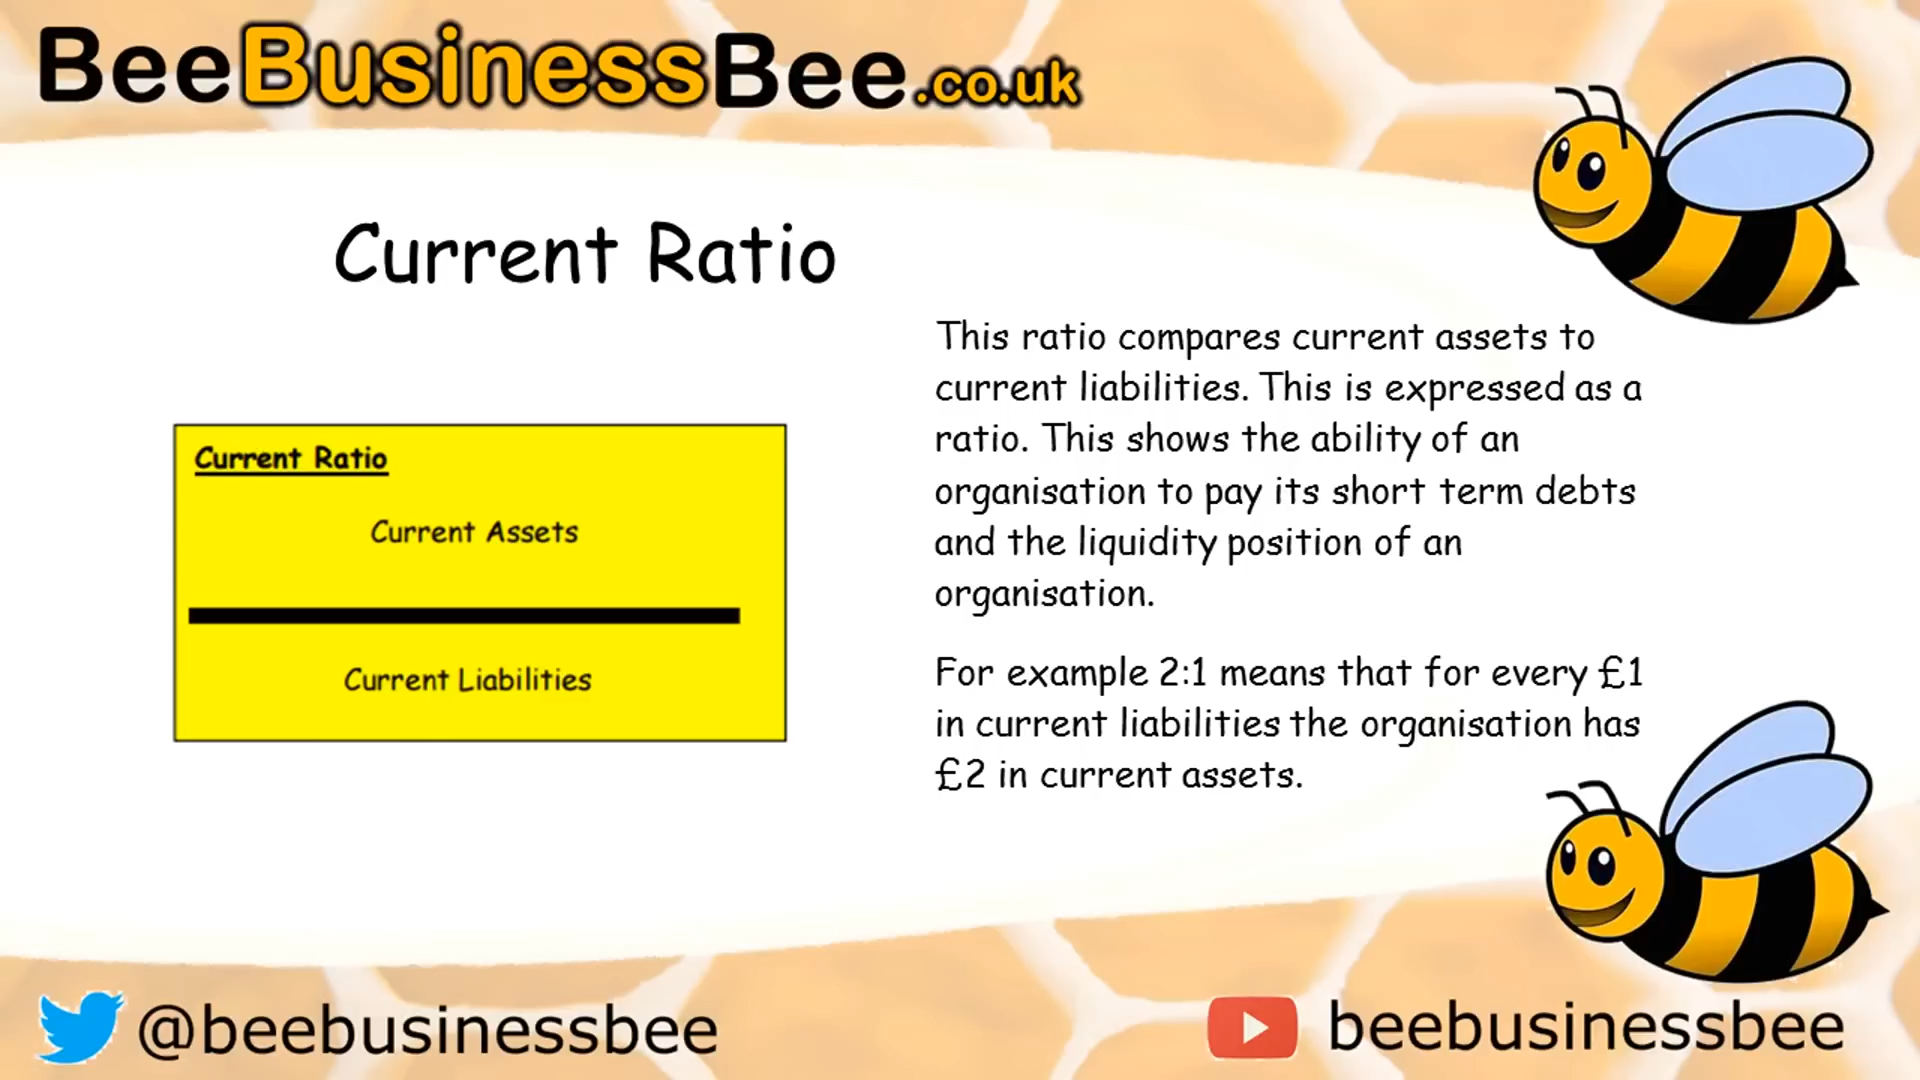 BeeBusinessBee.co.uk
Current Ratio
Current Ratio
Current Assets
Current Liabilities
This ratio compares current assets to
current liabilities. This is expressed as a
ratio. This shows the ability of an
organisation to pay its short term debts
and the liquidity position of an
organisation.
For example 2:1 means that for every £1
in current liabilities the organisation has
£2 in current assets.
@beebusinessbee
beebusinessbee